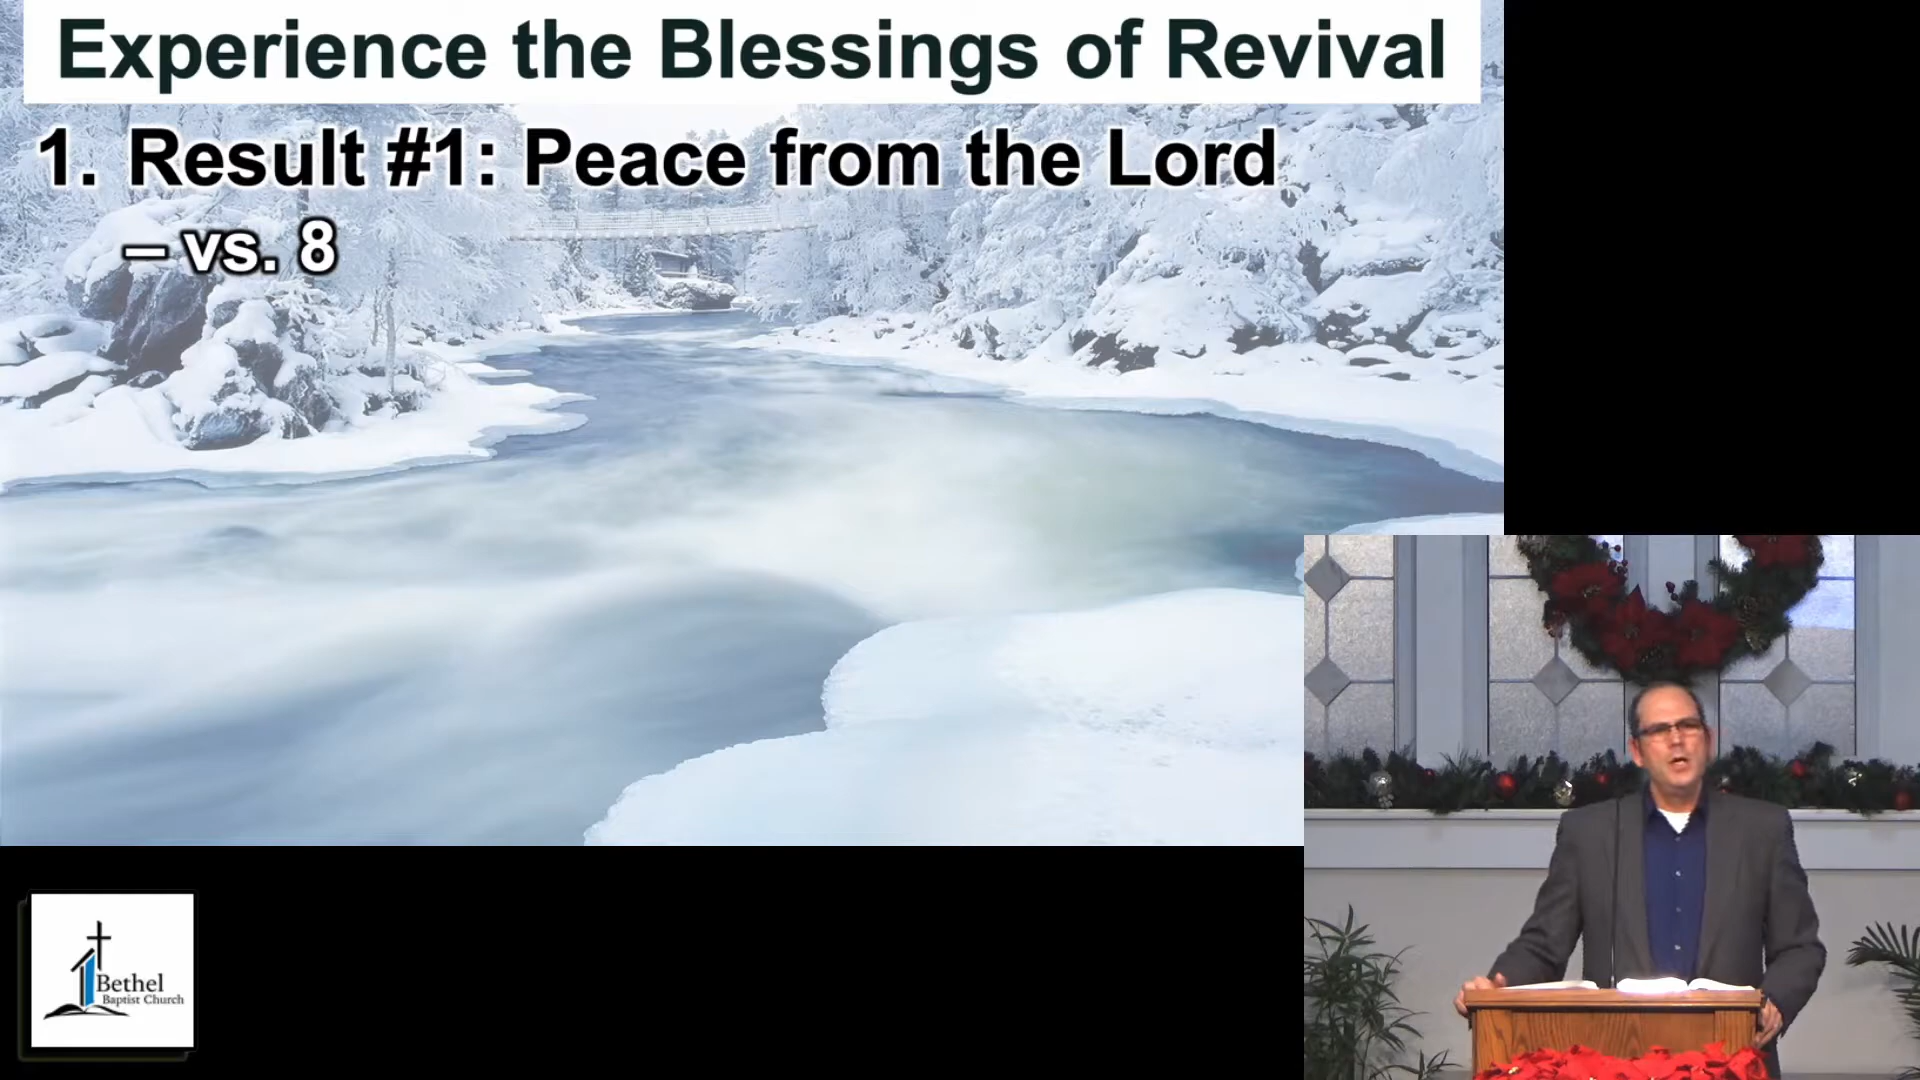 Experience the Blessings of Revival
1. Result #1: Peace from the Lord
– vs. 8
Bethel
Baptist Church